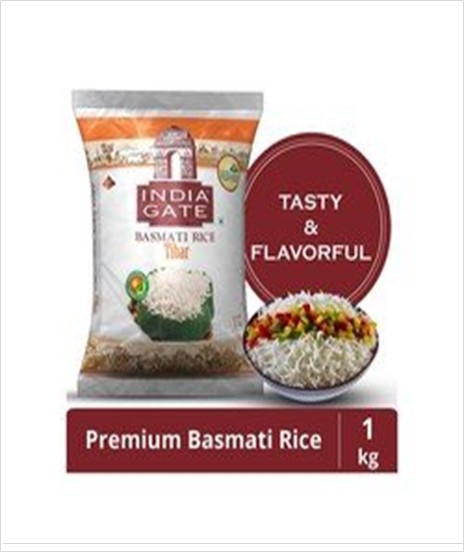 INDIA
GATE
BASMATI RICE
Tibar
TASTY
&
FLAVORFUL
Premium Basmati Rice
1
kg